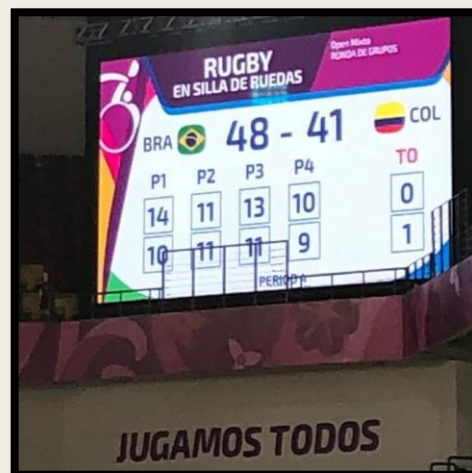 Open Mixto
RONDA DE GRUPOS
RUGBY
EN SILLA DE RUEDAS
BRA 48 - 41 COL
P1 P2 P3 P4 TO
14 11 13 10 0
10 11 11 9 1
PERIODO 4
JUGAMOS TODOS